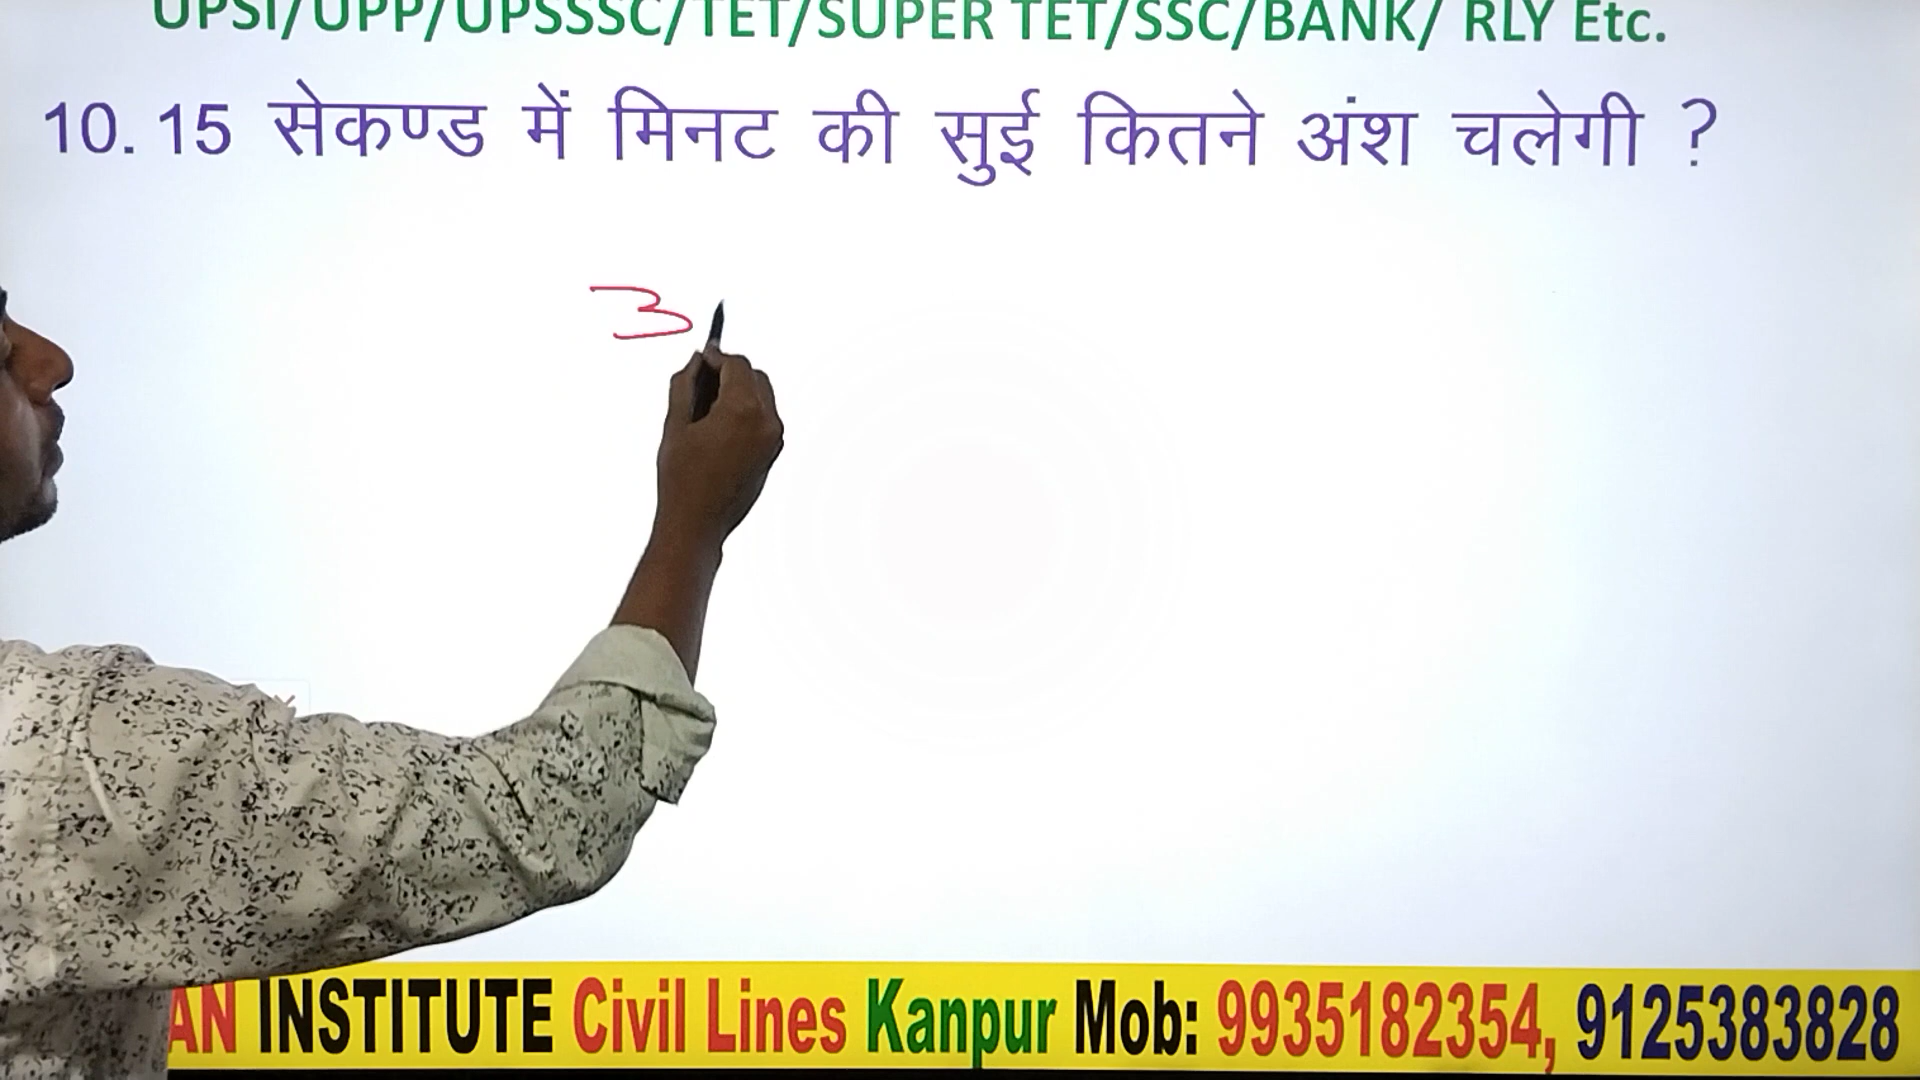 UPSI/UPP/UPSSSC/TET/SUPER TET/SSC/BANK/ RLY Etc.
10. 15 सेकण्ड में मिनट की सुई कितने अंश चलेगी ?
3
AN INSTITUTE Civil Lines Kanpur Mob: 9935182354, 9125383828